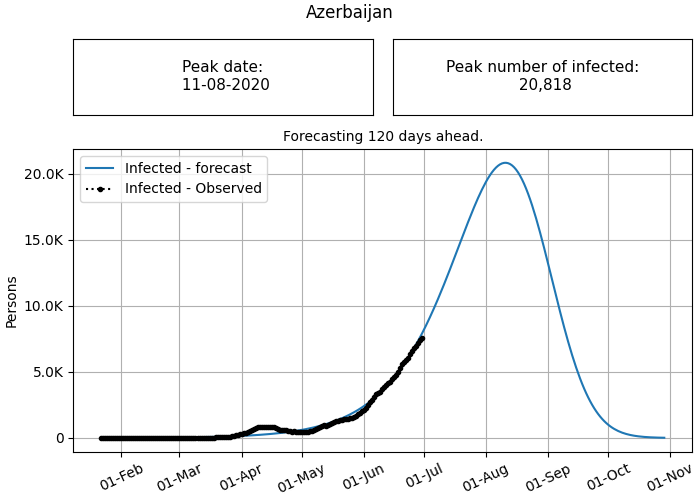 Azerbaijan
Peak date:
11-08-2020
Peak number of infected:
20,818
Forecasting 120 days ahead.
Infected - forecast
Infected - Observed
20.0K
15.0K
10.0K
5.0K
0
Persons
01-Feb
01-Mar
01-Apr
01-May
01-Jun
01-Jul
01-Aug
01-Sep
01-Oct
01-Nov